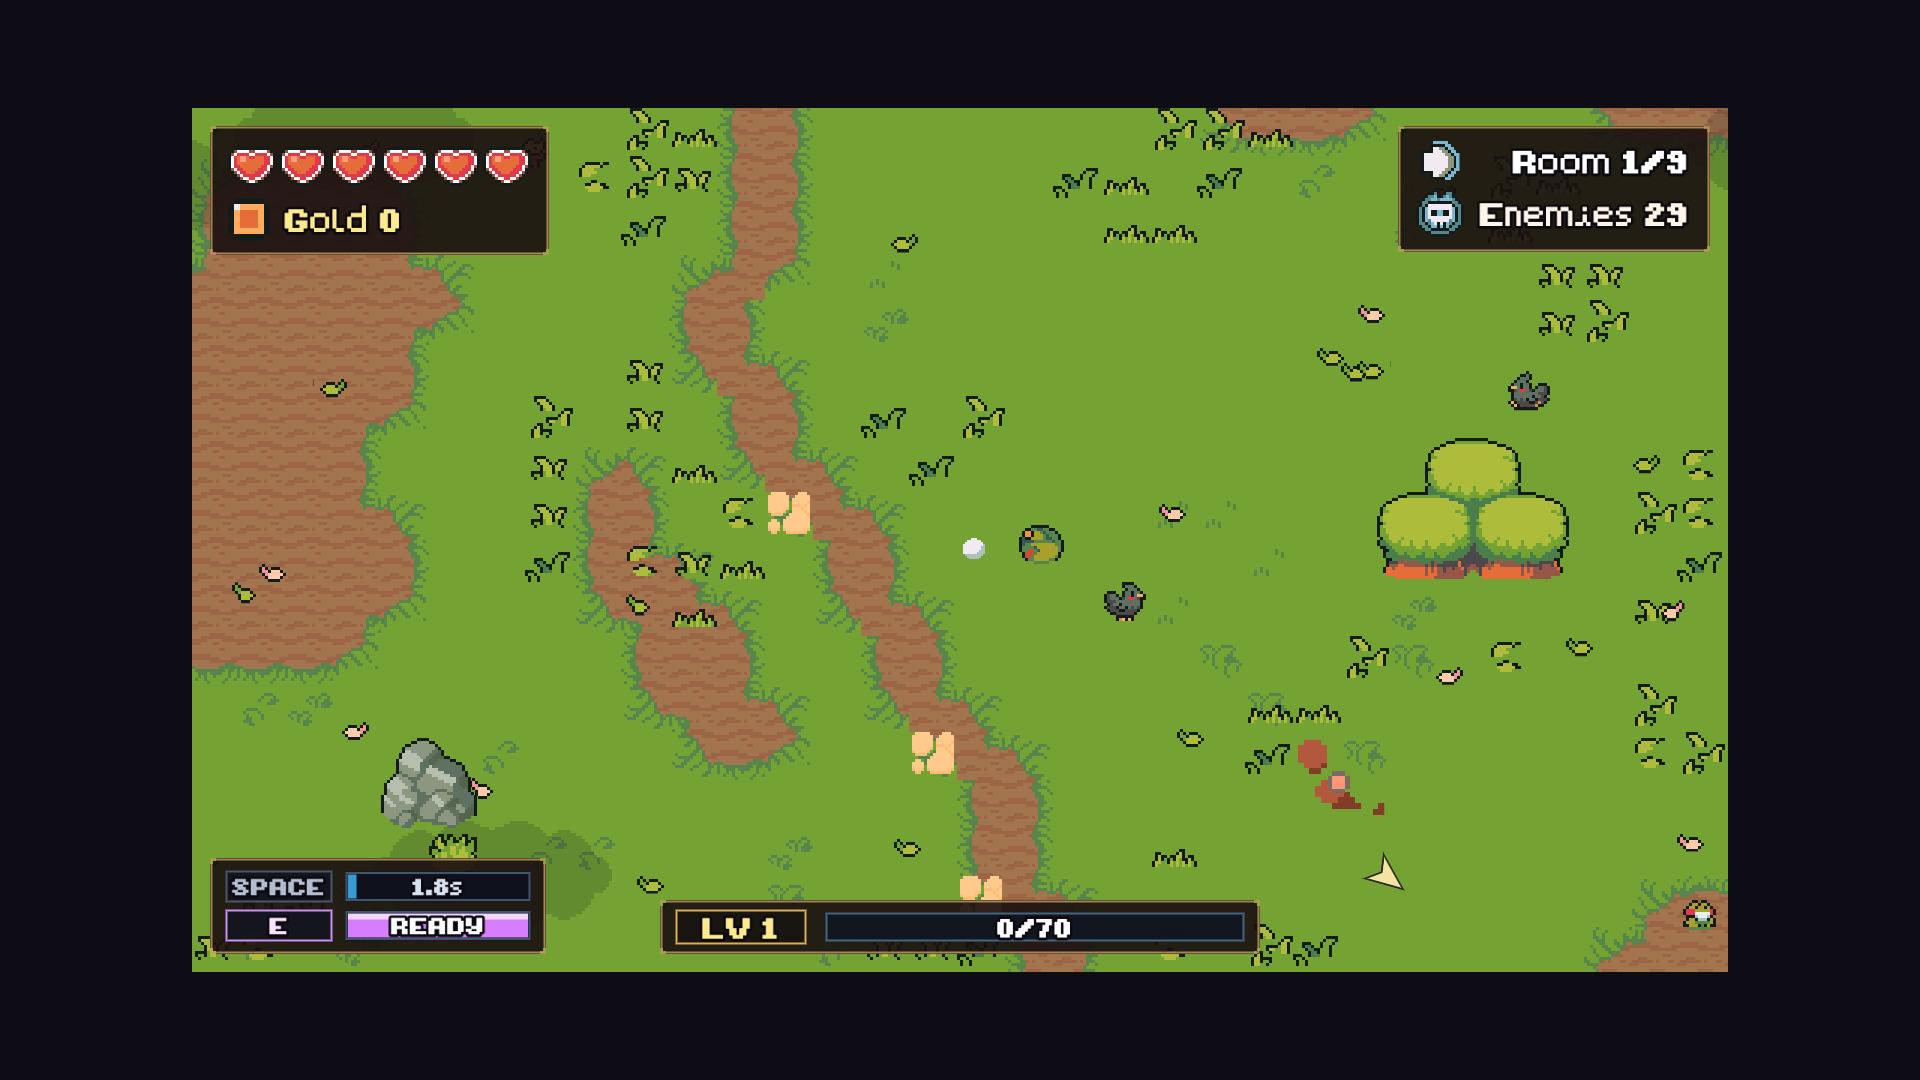 Gold 0
Room 1/9
Enemies 29
SPACE 1.8s
E READY
LV 1 0/70